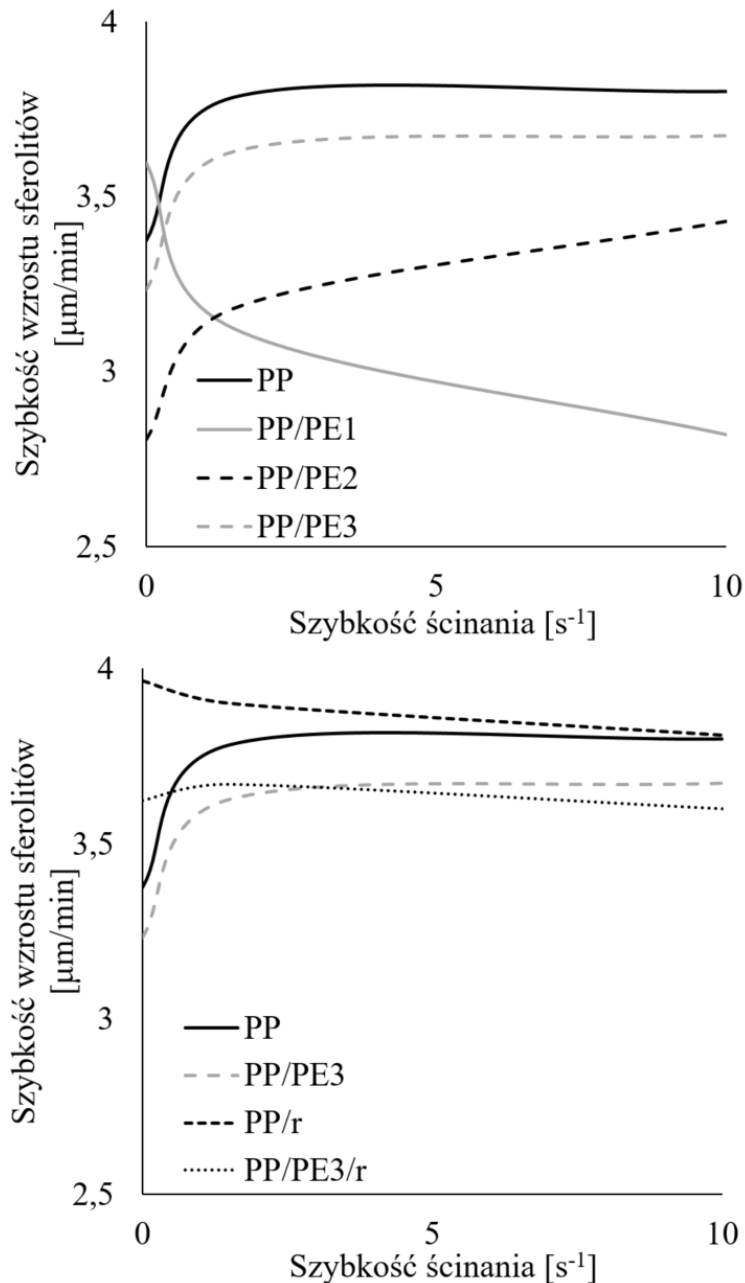 Szybkość wzrostu sferolitów
[µm/min]
4
3,5
3
2,5
PP
PP/PE1
PP/PE2
PP/PE3
0
5
10
Szybkość ścinania [s⁻¹]
Szybkość wzrostu sferolitów
[µm/min]
4
3,5
3
2,5
PP
PP/PE3
PP/r
PP/PE3/r
0
5
10
Szybkość ścinania [s⁻¹]